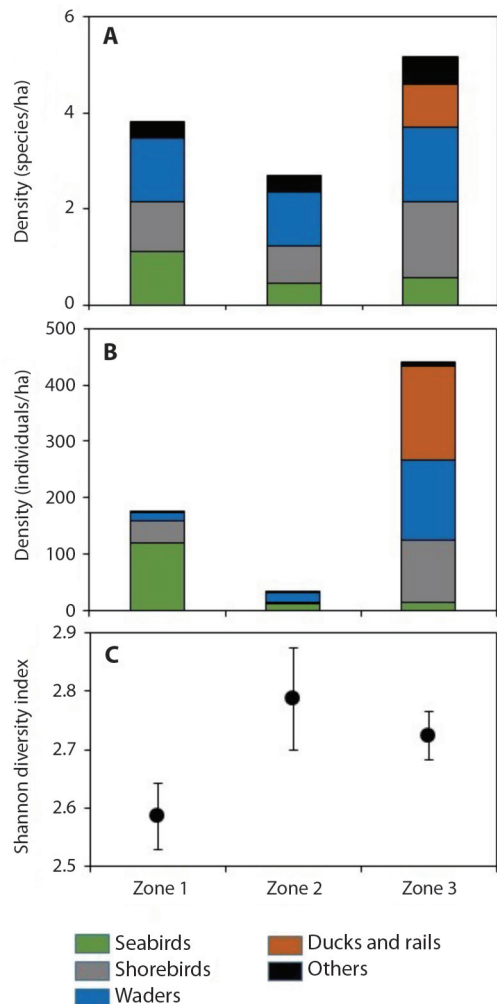 A
Density (species/ha)
6
4
2
0
B
Density (individuals/ha)
500
400
300
200
100
0
C
Shannon diversity index
2.9
2.8
2.7
2.6
2.5
Zone 1 Zone 2 Zone 3
Seabirds Ducks and rails
Shorebirds Others
Waders